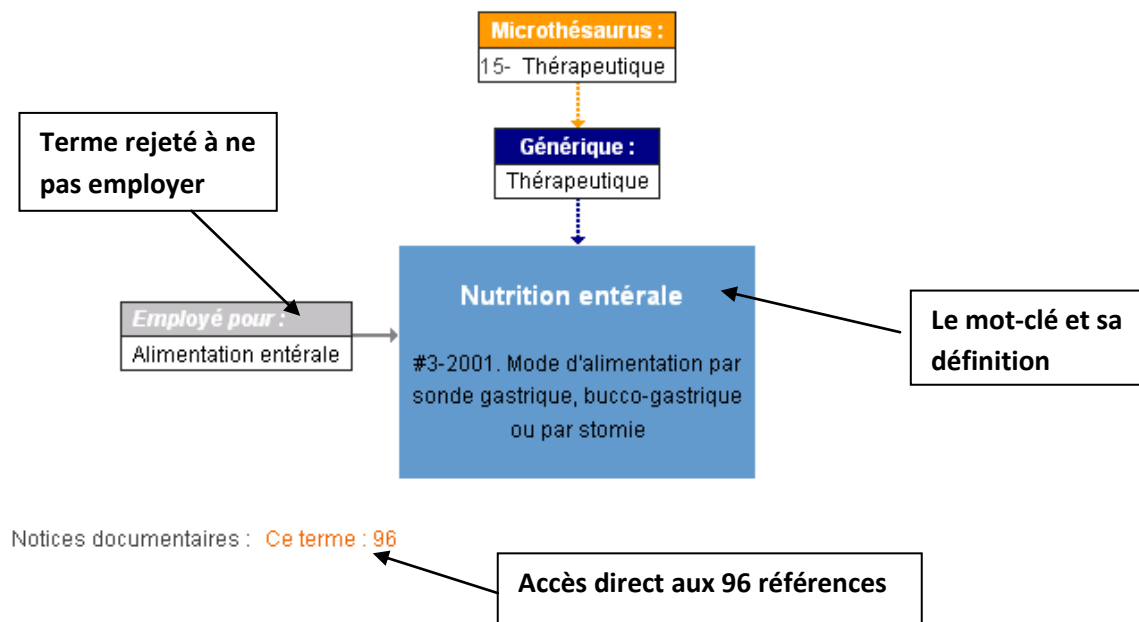 Microthésaurus :
15- Thérapeutique
Terme rejeté à ne
pas employer
Générique :
Thérapeutique
Nutrition entérale
Employé pour :
Alimentation entérale
#3-2001. Mode d'alimentation par
sonde gastrique, bucco-gastrique
ou par stomie
Le mot-clé et sa
définition
Notices documentaires : Ce terme : 96
Accès direct aux 96 références